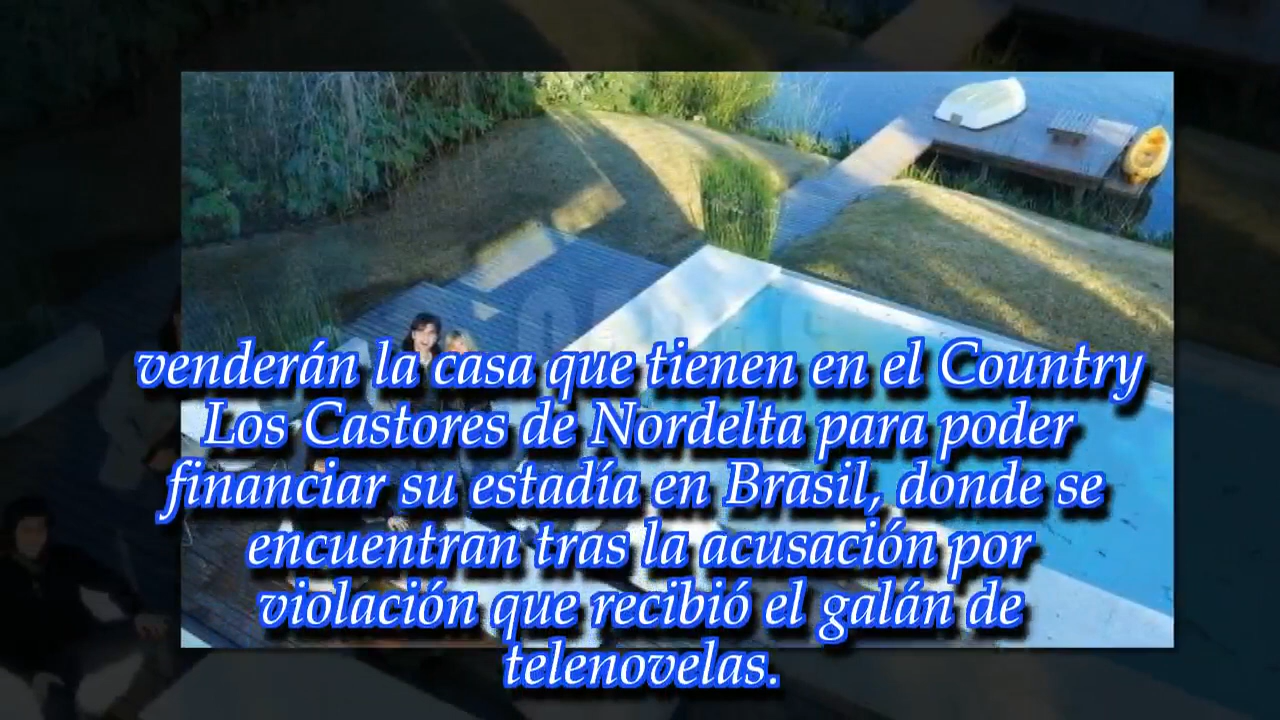 venderán la casa que tienen en el Country
Los Castores de Nordelta para poder
financiar su estadía en Brasil, donde se
encuentran tras la acusación por
violación que recibió el galán de
telenovelas.